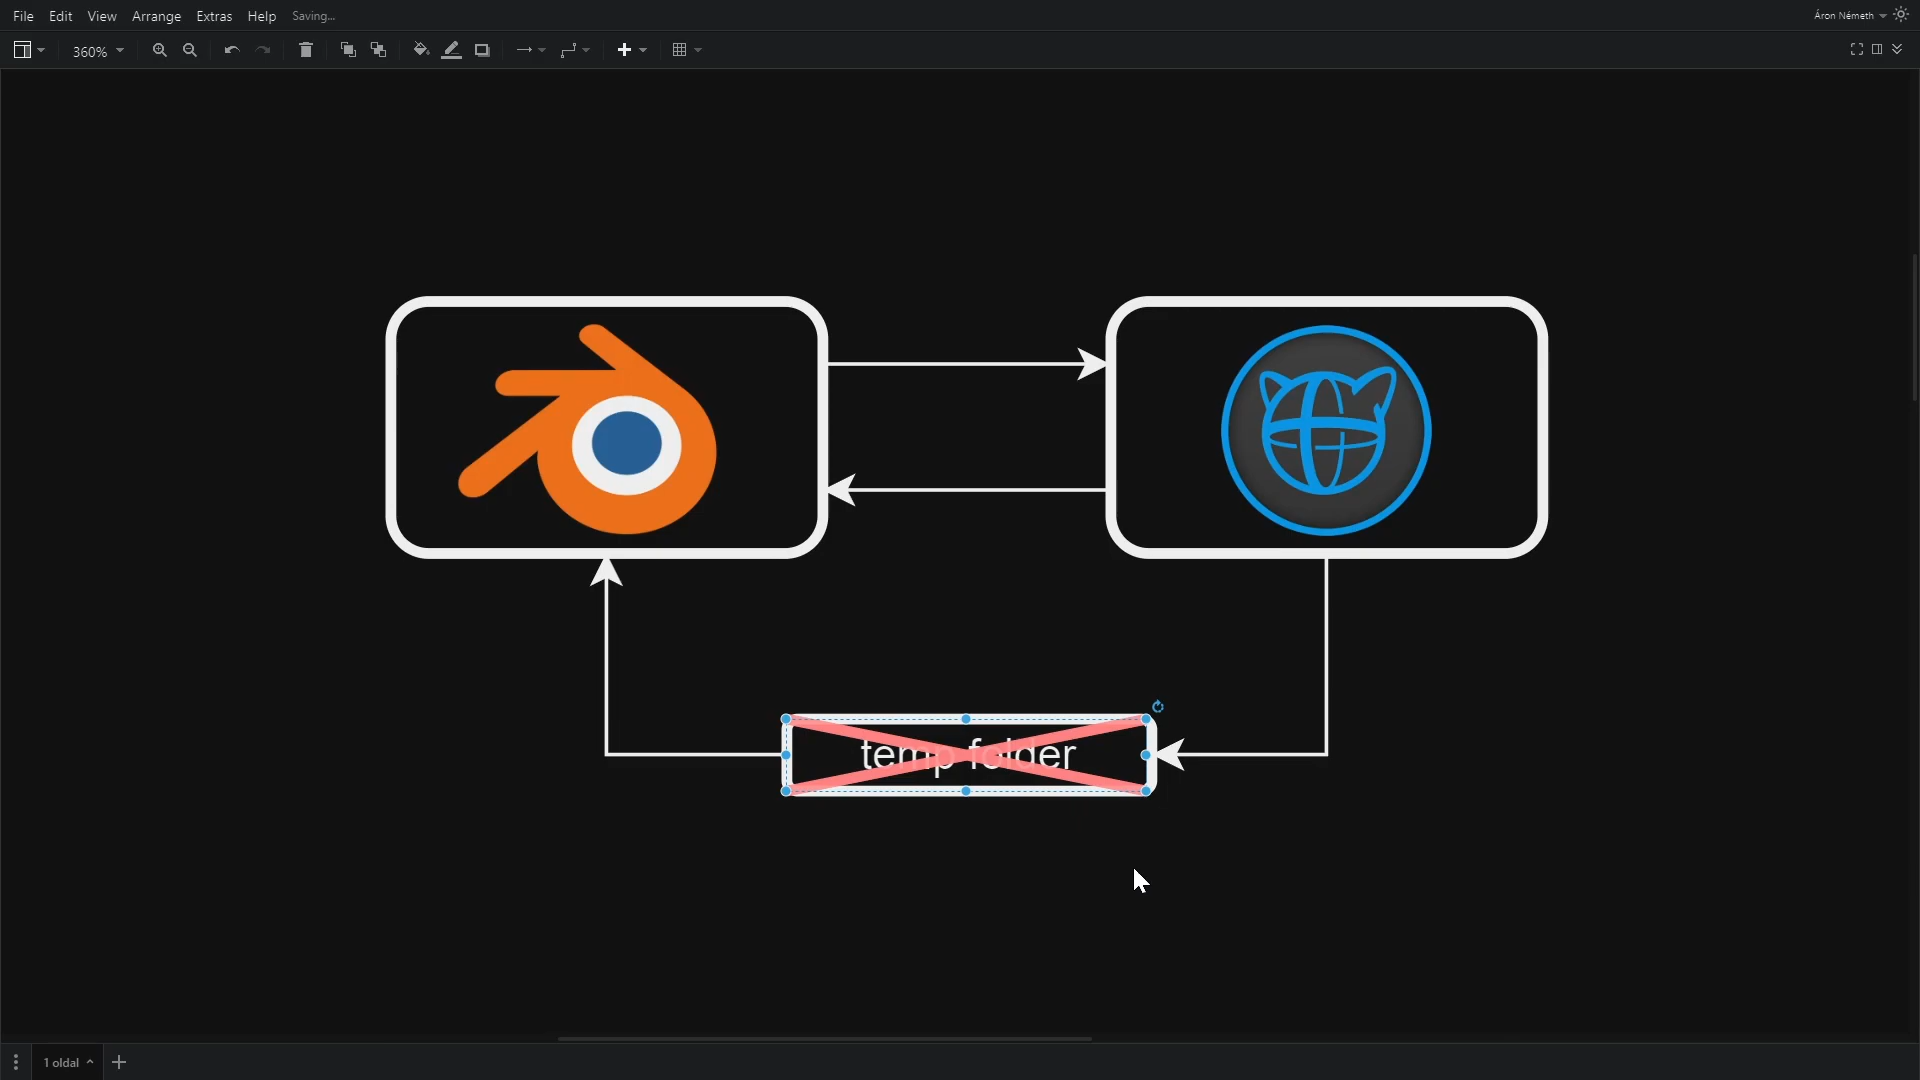 File Edit View Arrange Extras Help Saving...
Áron Németh
360%
temp folder
1 oldal